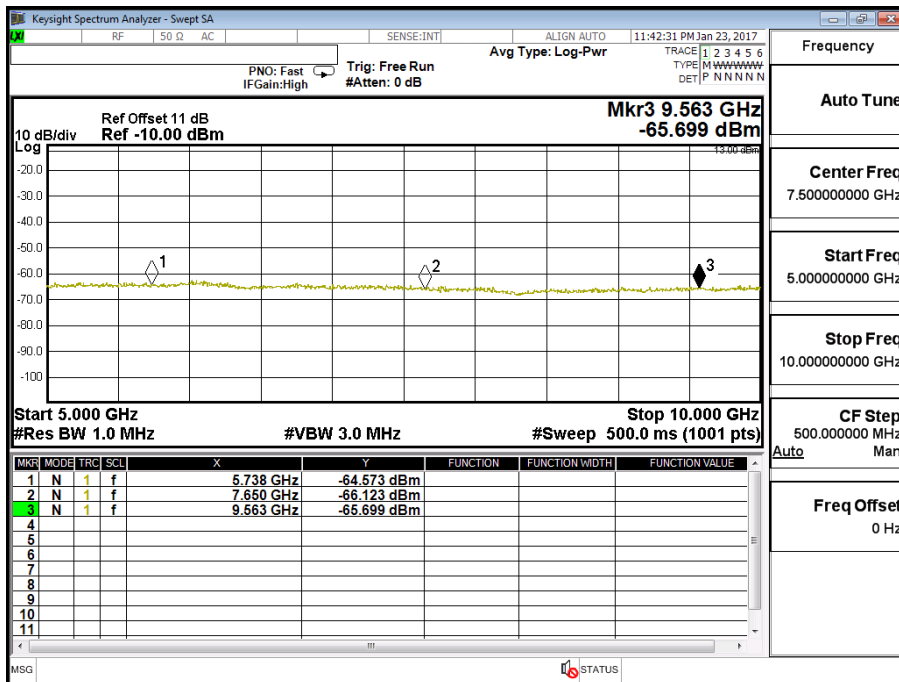 Keysight Spectrum Analyzer - Swept SA
LXI RF 50 Ω AC SENSE:INT ALIGN AUTO 11:42:31 PM Jan 23, 2017
Frequency
Avg Type: Log-Pwr
TRACE 1 2 3 4 5 6
TYPE M WWWWW
DET P N N N N N
PNO: Fast
IFGain:High
Trig: Free Run
#Atten: 0 dB
Auto Tune
Center Freq
7.500000000 GHz
Start Freq
5.000000000 GHz
Stop Freq
10.000000000 GHz
CF Step
500.000000 MHz
Auto Man
Freq Offset
0 Hz
Ref Offset 11 dB
10 dB/div Ref -10.00 dBm
Log
Mkr3 9.563 GHz
-65.699 dBm
13.00 dBm
-20.0
-30.0
-40.0
-50.0
-60.0
-70.0
-80.0
-90.0
-100
1
2
3
Start 5.000 GHz Stop 10.000 GHz
#Res BW 1.0 MHz #VBW 3.0 MHz #Sweep 500.0 ms (1001 pts)
MKR MODE TRC SCL X Y FUNCTION FUNCTION WIDTH FUNCTION VALUE
1 N 1 f 5.738 GHz -64.573 dBm
2 N 1 f 7.650 GHz -66.123 dBm
3 N 1 f 9.563 GHz -65.699 dBm
4
5
6
7
8
9
10
11
MSG STATUS